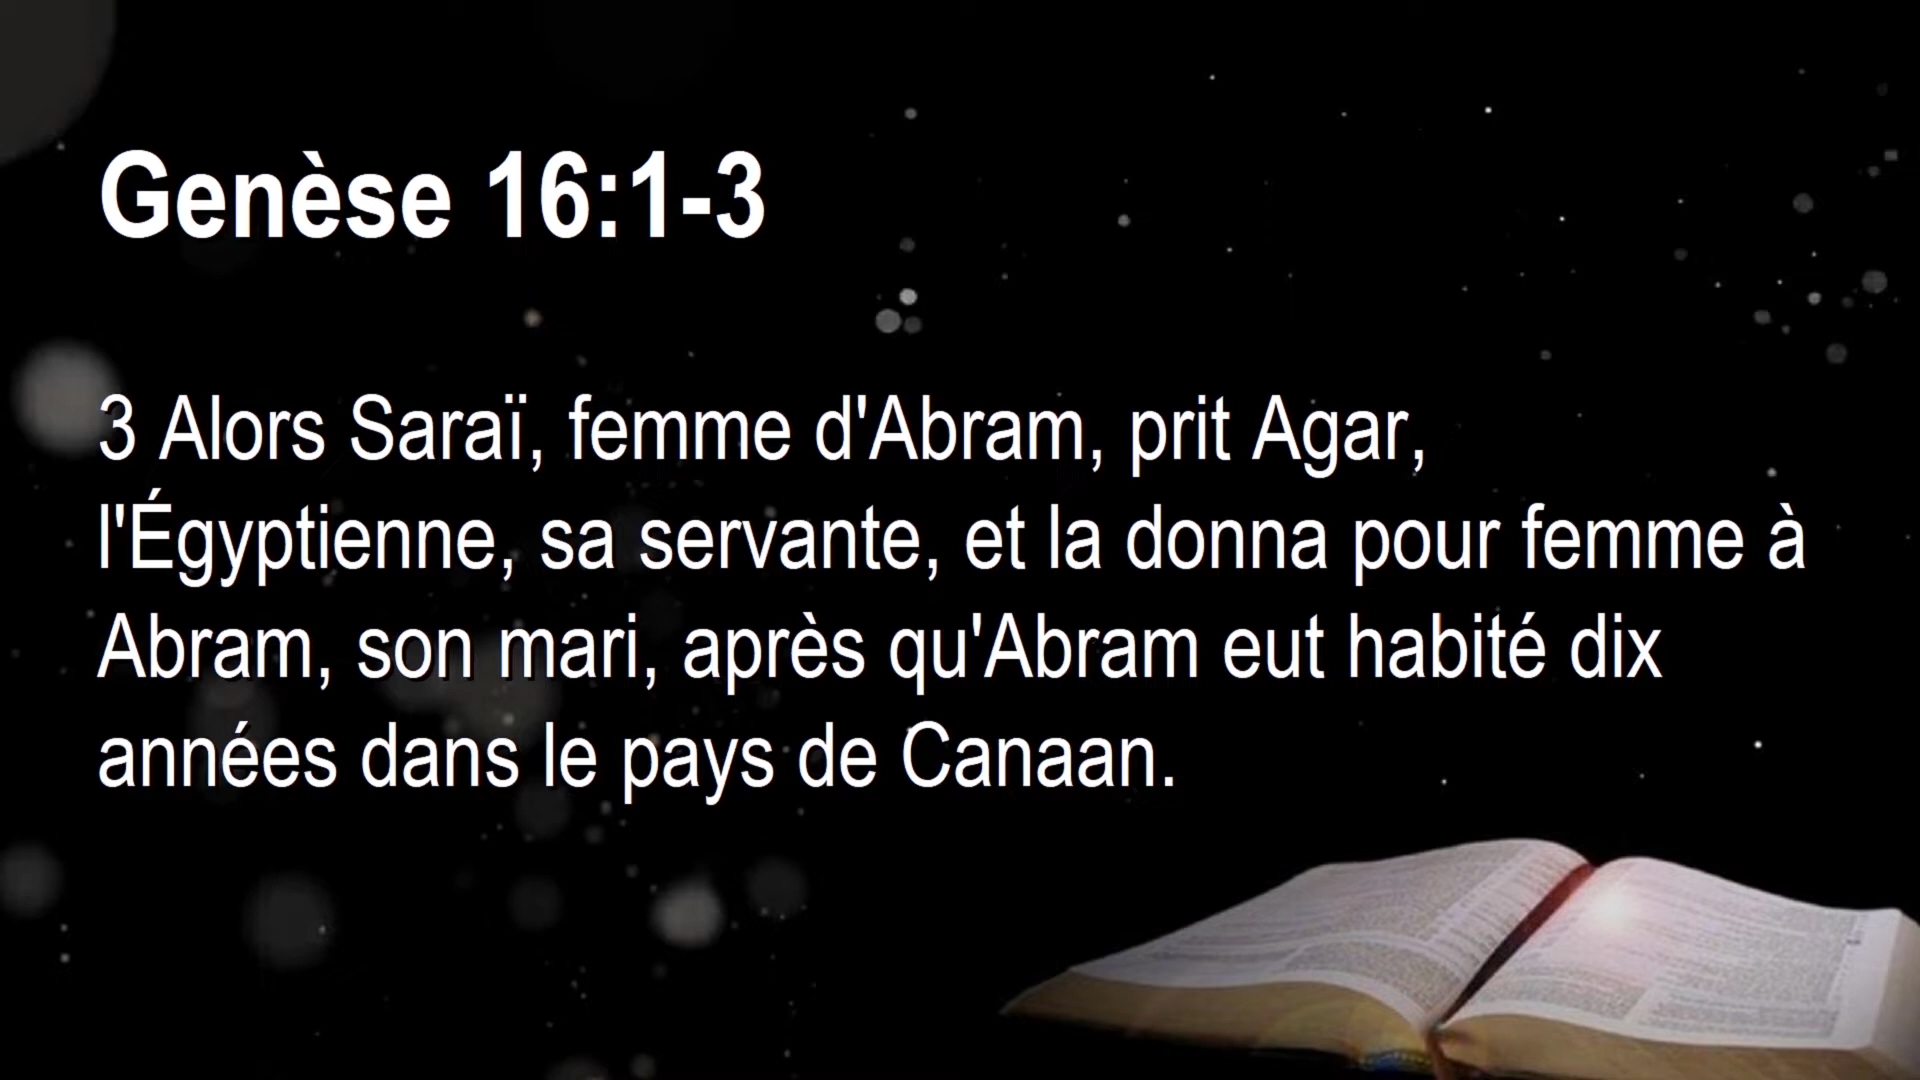 Genèse 16:1-3
3 Alors Saraï, femme d'Abram, prit Agar,
l'Égyptienne, sa servante, et la donna pour femme à
Abram, son mari, après qu'Abram eut habité dix
années dans le pays de Canaan.